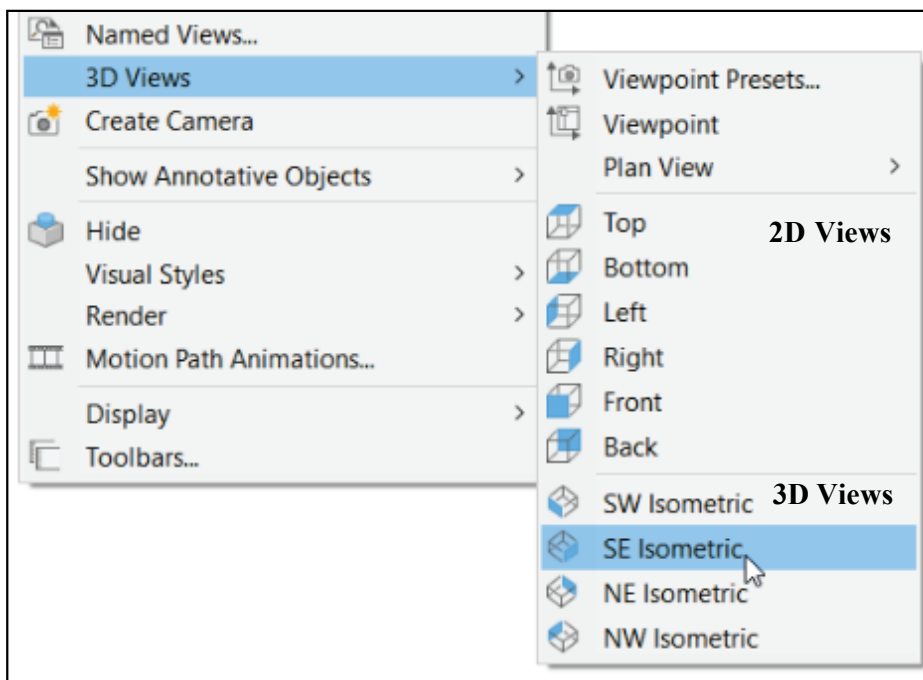 Named Views...
3D Views
Create Camera
Show Annotative Objects
Hide
Visual Styles
Render
Motion Path Animations...
Display
Toolbars...
Viewpoint Presets...
Viewpoint
Plan View
Top
2D Views
Bottom
Left
Right
Front
Back
SW Isometric
3D Views
SE Isometric
NE Isometric
NW Isometric